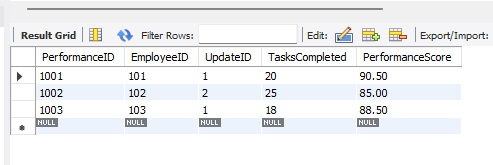 Result Grid Filter Rows: Edit: Export/Import:
PerformanceID EmployeeID UpdateID TasksCompleted PerformanceScore
1001 101 1 20 90.50
1002 102 2 25 85.00
1003 103 1 18 88.50
NULL NULL NULL NULL NULL